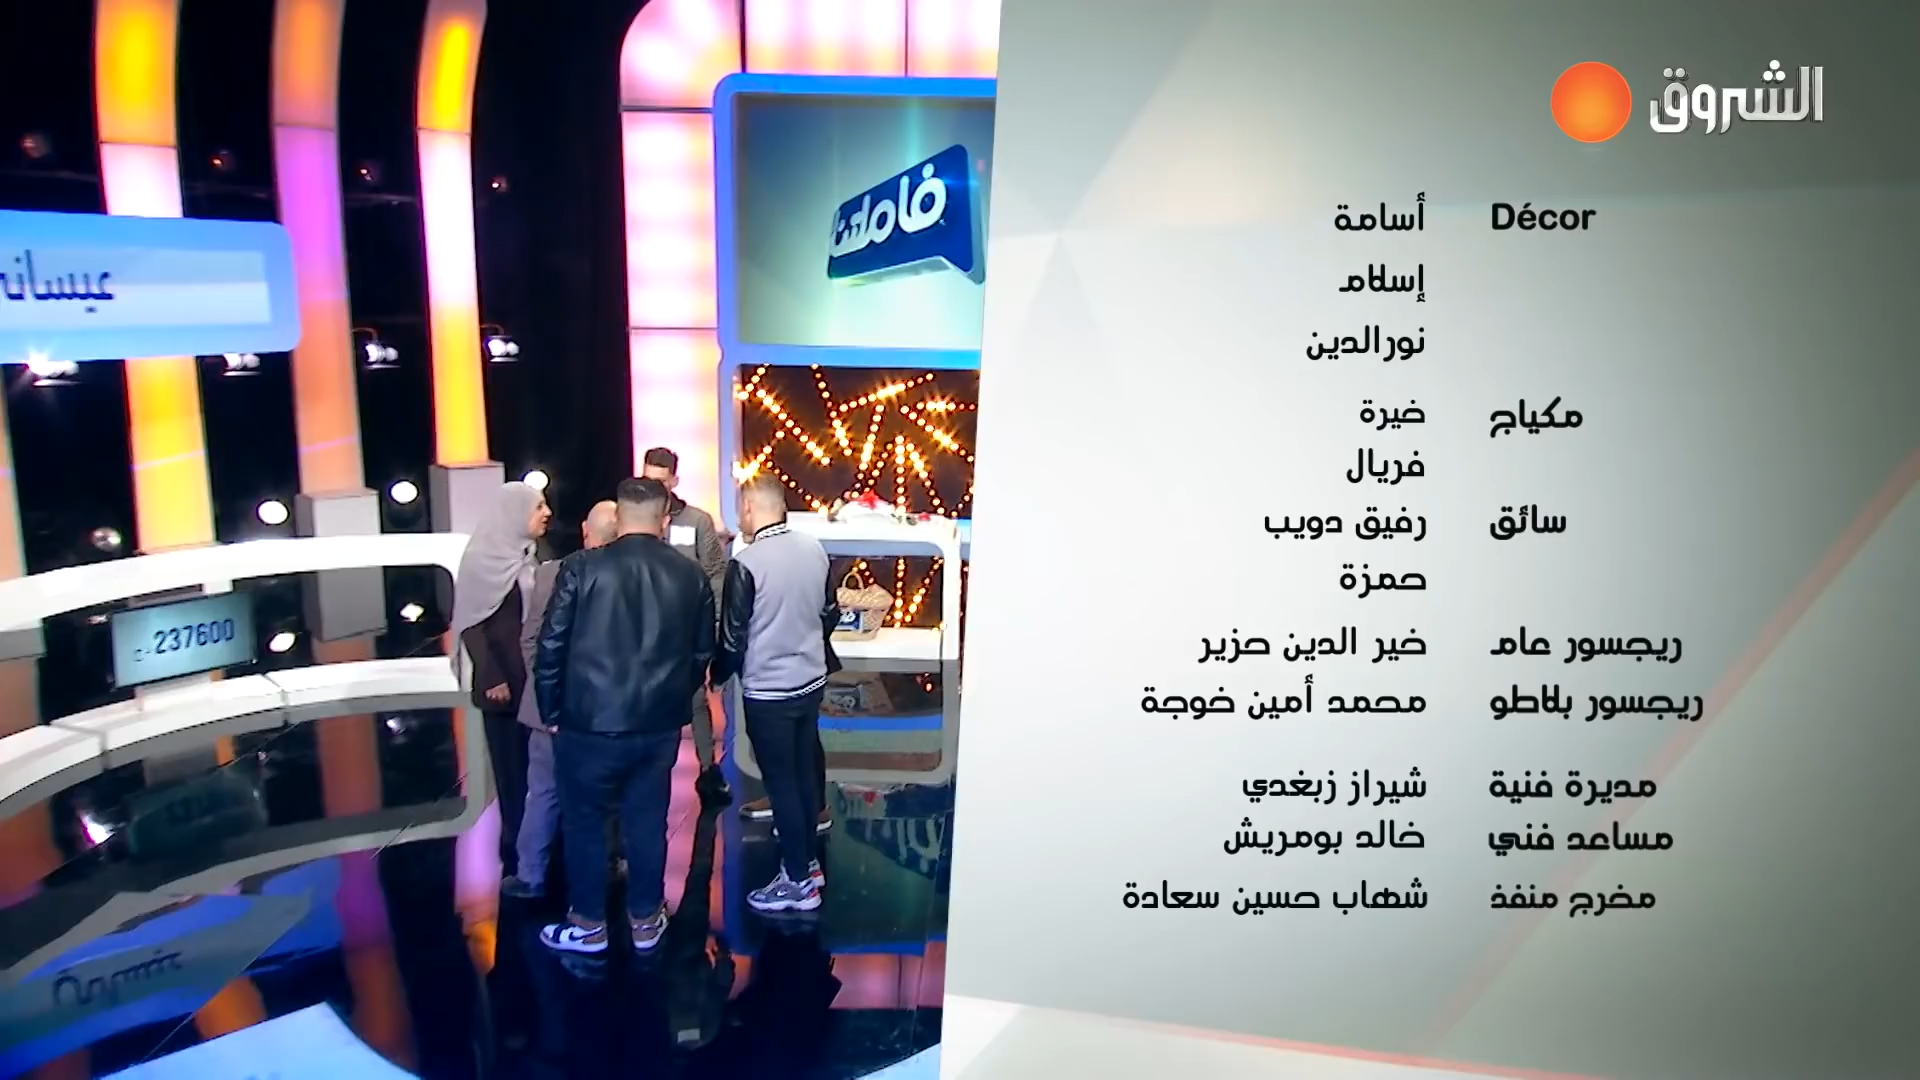 الشروق
Décor أسامة
إسلام
نورالدين
مكياج خيرة
فريال
سائق رفيق دويب
حمزة
ريجسور عام خير الدين حزير
ريجسور بلاطو محمد أمين خوجة
مديرة فنية شيراز زبغدي
مساعد فني خالد بومريش
مخرج منفذ شهاب حسين سعادة
عيساني
237600